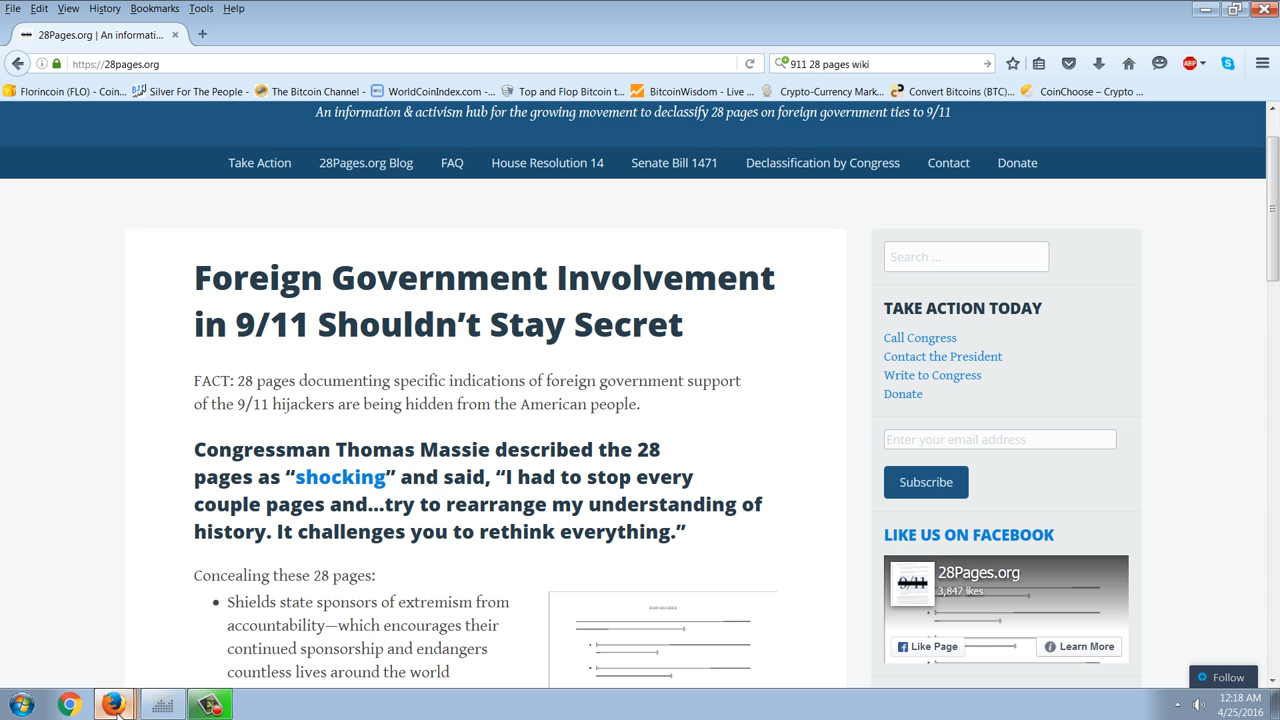 File Edit View History Bookmarks Tools Help
28Pages.org | An informati...
https://28pages.org
911 28 pages wiki
ABP
Florincoin (FLO) - Coin...
Silver For The People - ...
The Bitcoin Channel - ...
WorldCoinIndex.com -...
Top and Flop Bitcoin t...
BitcoinWisdom - Live ...
Crypto-Currency Mark...
Convert Bitcoins (BTC)...
CoinChoose – Crypto ...
An information & activism hub for the growing movement to declassify 28 pages on foreign government ties to 9/11
Take Action 28Pages.org Blog FAQ House Resolution 14 Senate Bill 1471 Declassification by Congress Contact Donate
Foreign Government Involvement
in 9/11 Shouldn’t Stay Secret
FACT: 28 pages documenting specific indications of foreign government support
of the 9/11 hijackers are being hidden from the American people.
Congressman Thomas Massie described the 28
pages as “shocking” and said, “I had to stop every
couple pages and...try to rearrange my understanding of
history. It challenges you to rethink everything.”
Concealing these 28 pages:
• Shields state sponsors of extremism from
accountability—which encourages their
continued sponsorship and endangers
countless lives around the world
Search ...
TAKE ACTION TODAY
Call Congress
Contact the President
Write to Congress
Donate
Enter your email address
Subscribe
LIKE US ON FACEBOOK
9/11
28Pages.org
3,847 likes
Like Page
Learn More
Follow
12:18 AM
4/25/2016